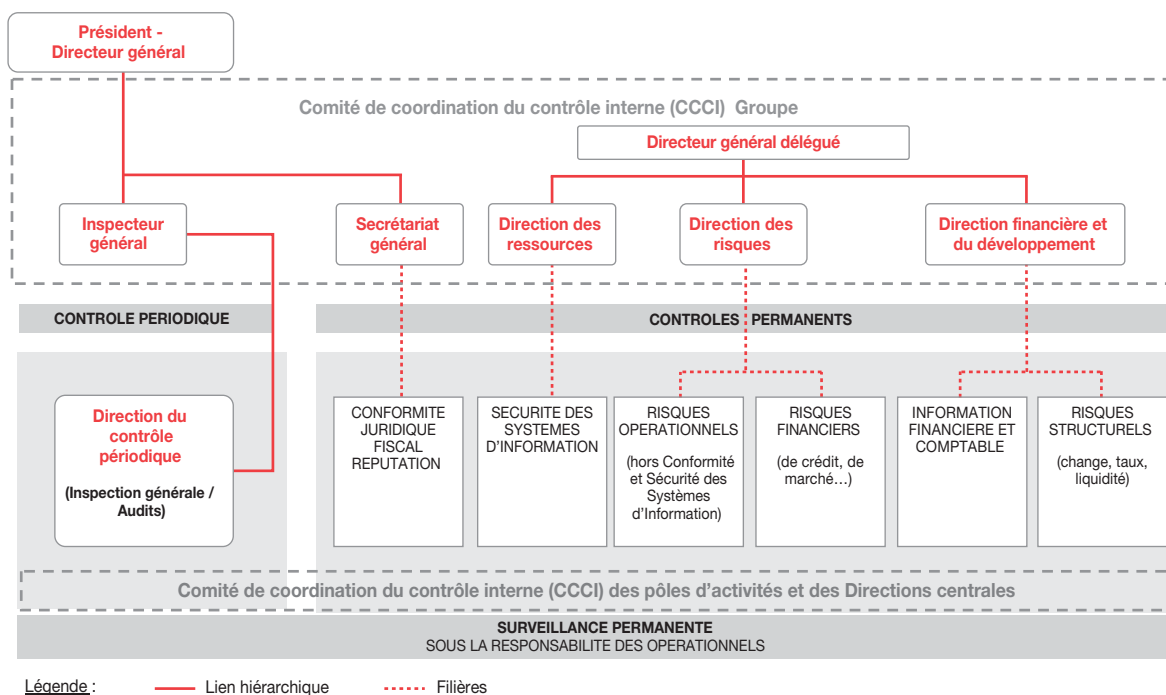 Président -
Directeur général
Comité de coordination du contrôle interne (CCCI) Groupe
Directeur général délégué
Inspecteur
général
Secrétariat
général
Direction des
ressources
Direction des
risques
Direction financière et
du développement
CONTROLE PERIODIQUE
CONTROLES PERMANENTS
Direction du
contrôle
périodique
(Inspection générale /
Audits)
CONFORMITE
JURIDIQUE
FISCAL
REPUTATION
SECURITE DES
SYSTEMES
D'INFORMATION
RISQUES
OPERATIONNELS
(hors Conformité
et Sécurité des
Systèmes
d'Information)
RISQUES
FINANCIERS
(de crédit, de
marché…)
INFORMATION
FINANCIERE ET
COMPTABLE
RISQUES
STRUCTURELS
(change, taux,
liquidité)
Comité de coordination du contrôle interne (CCCI) des pôles d'activités et des Directions centrales
SURVEILLANCE PERMANENTE
SOUS LA RESPONSABILITE DES OPERATIONNELS
Légende : Lien hiérarchique Filières